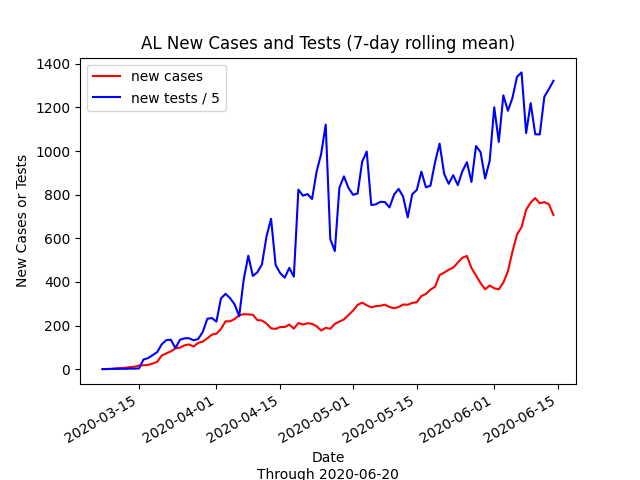 AL New Cases and Tests (7-day rolling mean)
new cases
new tests / 5
New Cases or Tests
1400
1200
1000
800
600
400
200
0
2020-03-15
2020-04-01
2020-04-15
2020-05-01
2020-05-15
2020-06-01
2020-06-15
Date
Through 2020-06-20